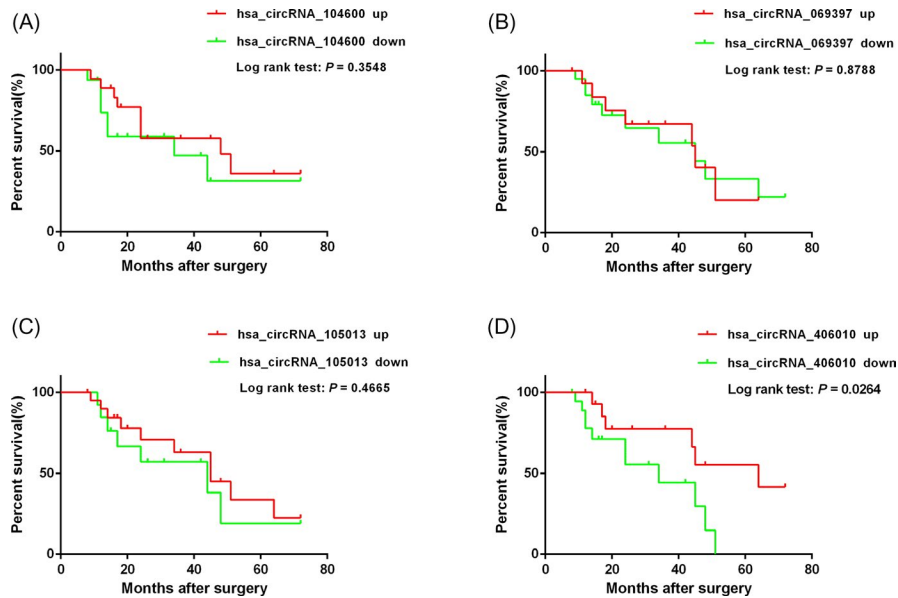 (A)
hsa_circRNA_104600 up
hsa_circRNA_104600 down
Log rank test: P = 0.3548
Percent survival(%)
100
50
0
0 20 40 60 80
Months after surgery
(B)
hsa_circRNA_069397 up
hsa_circRNA_069397 down
Log rank test: P = 0.8788
Percent survival(%)
100
50
0
0 20 40 60 80
Months after surgery
(C)
hsa_circRNA_105013 up
hsa_circRNA_105013 down
Log rank test: P = 0.4665
Percent survival(%)
100
50
0
0 20 40 60 80
Months after surgery
(D)
hsa_circRNA_406010 up
hsa_circRNA_406010 down
Log rank test: P = 0.0264
Percent survival(%)
100
50
0
0 20 40 60 80
Months after surgery